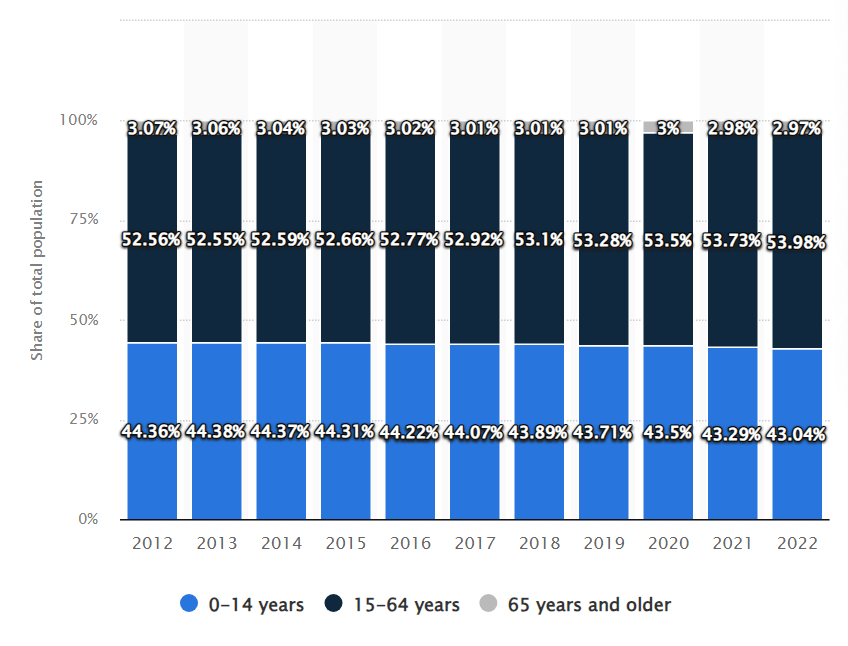 Share of total population
100%
75%
50%
25%
0%
3.07% 3.06% 3.04% 3.03% 3.02% 3.01% 3.01% 3.01% 3% 2.98% 2.97%
52.56% 52.55% 52.59% 52.66% 52.77% 52.92% 53.1% 53.28% 53.5% 53.73% 53.98%
44.36% 44.38% 44.37% 44.31% 44.22% 44.07% 43.89% 43.71% 43.5% 43.29% 43.04%
2012 2013 2014 2015 2016 2017 2018 2019 2020 2021 2022
0-14 years 15-64 years 65 years and older